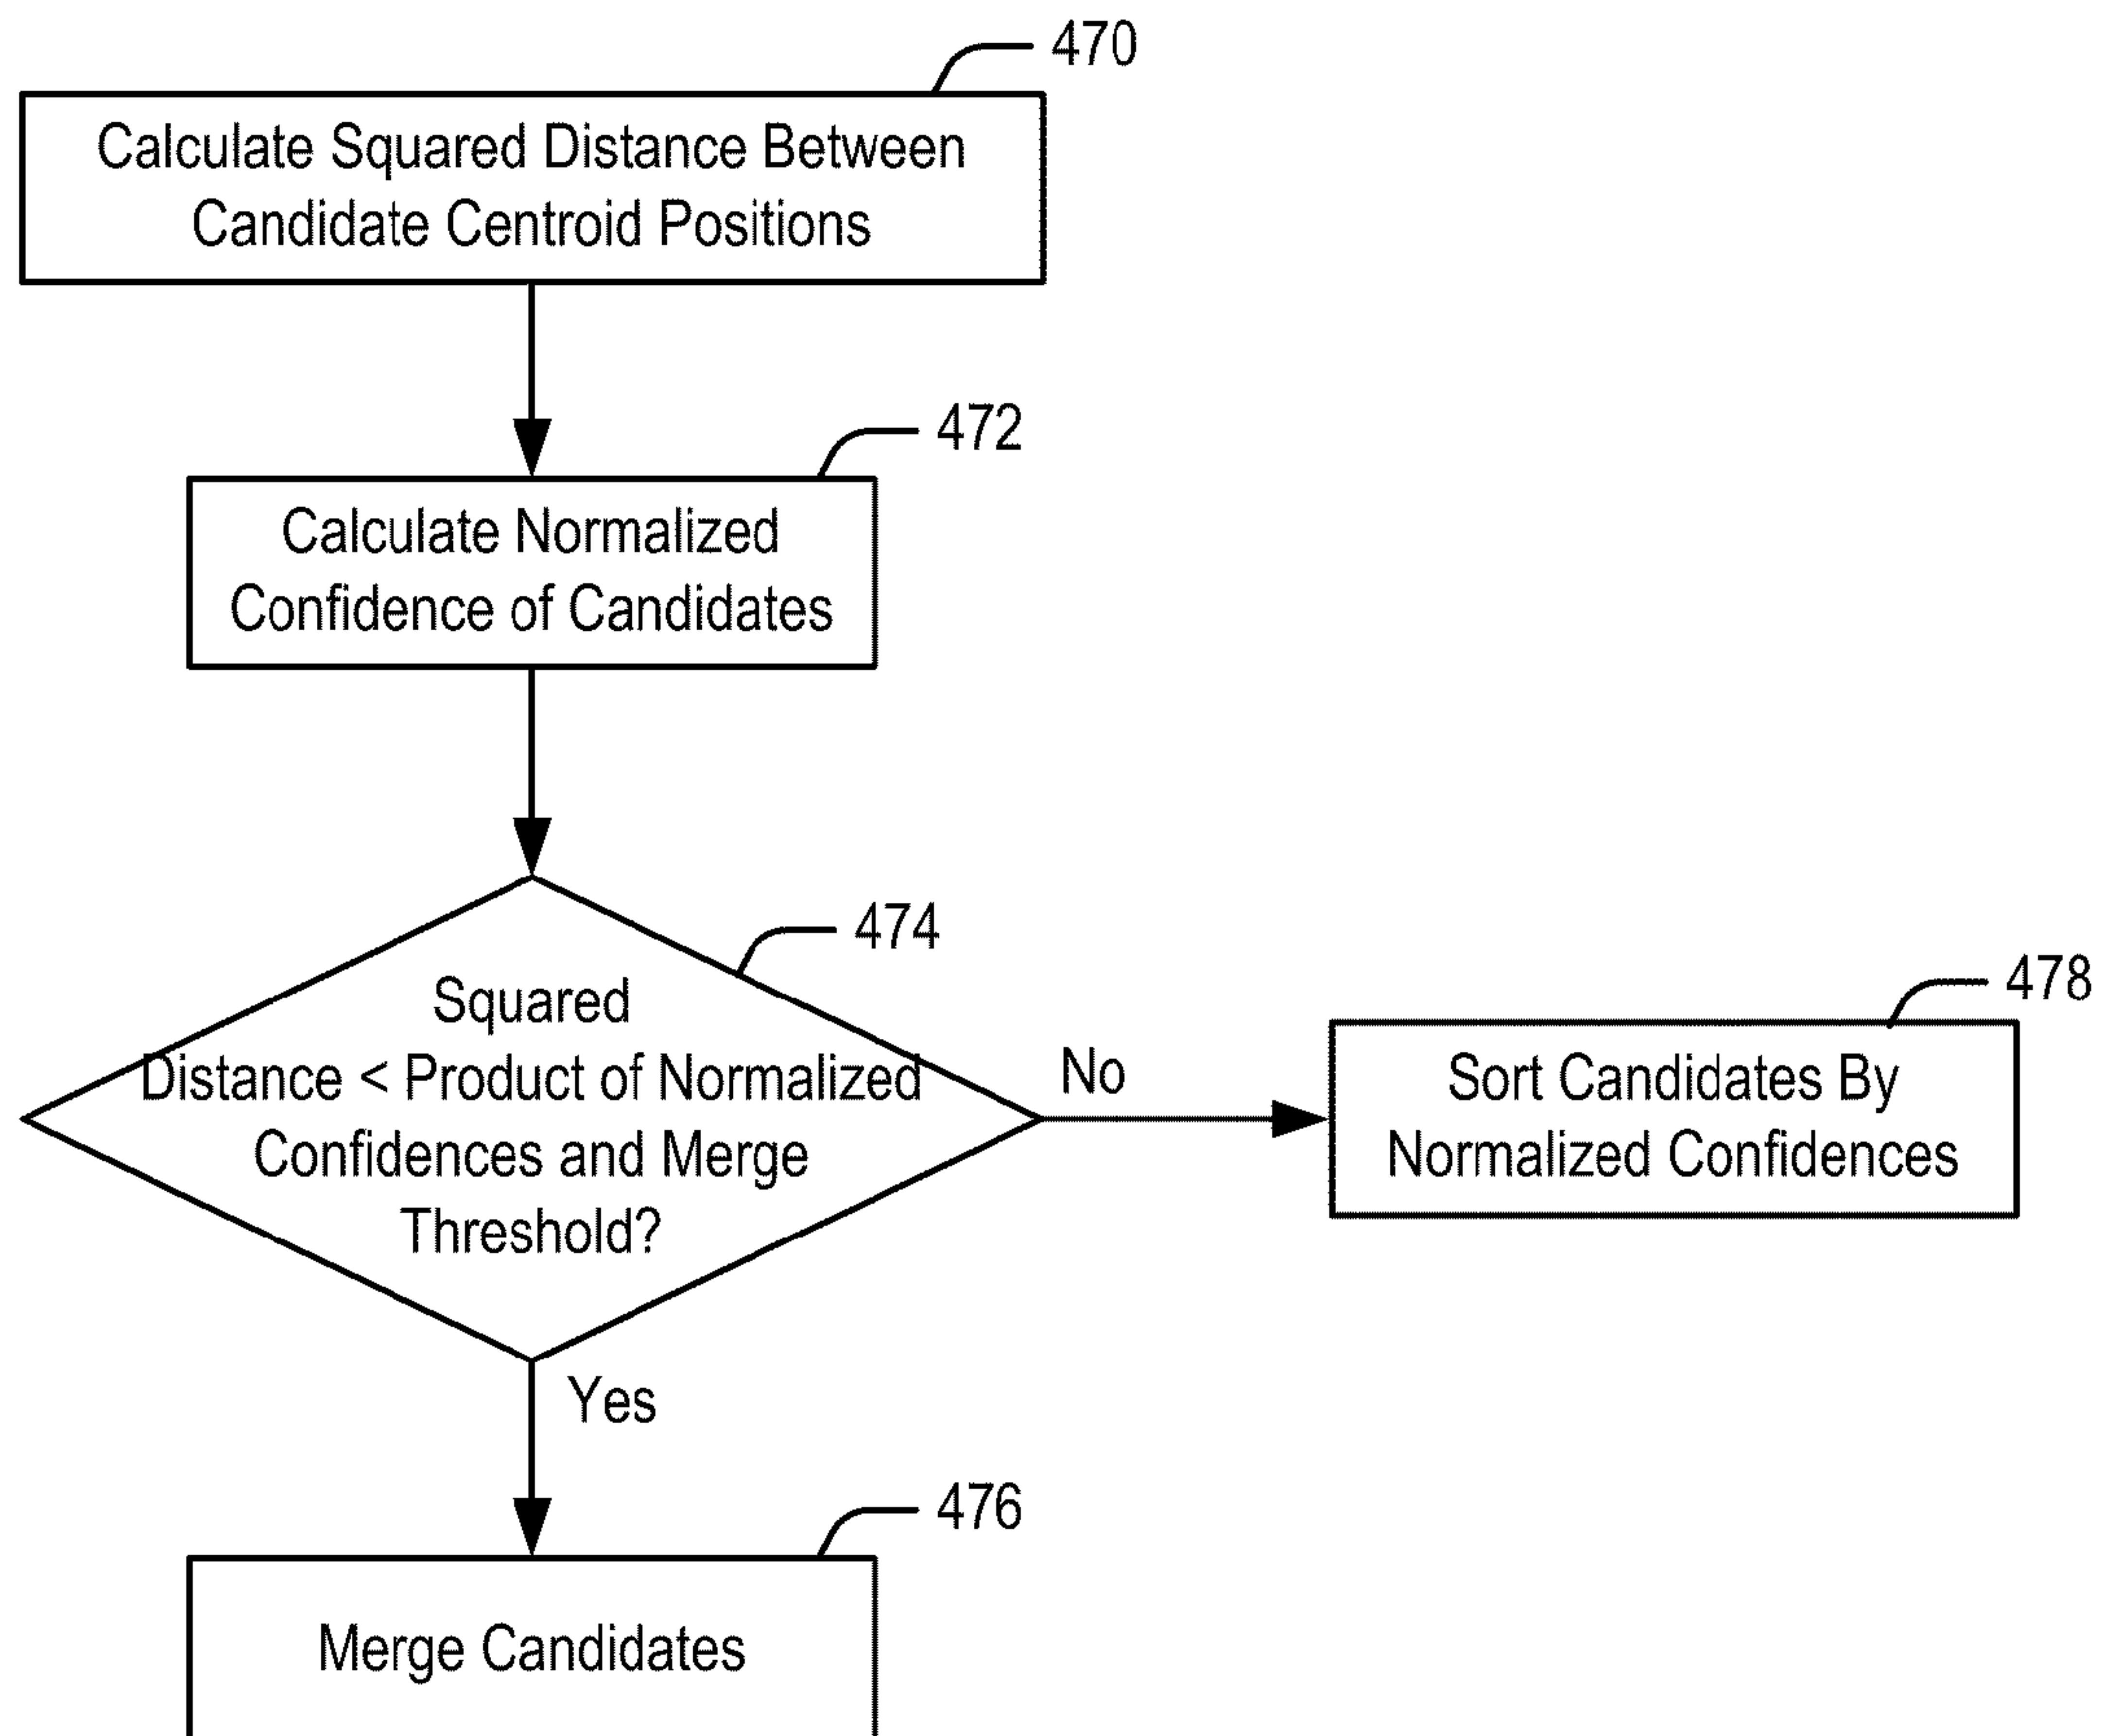 470
Calculate Squared Distance Between
Candidate Centroid Positions
472
Calculate Normalized
Confidence of Candidates
474
Squared
Distance < Product of Normalized
Confidences and Merge
Threshold?
No
478
Sort Candidates By
Normalized Confidences
Yes
476
Merge Candidates